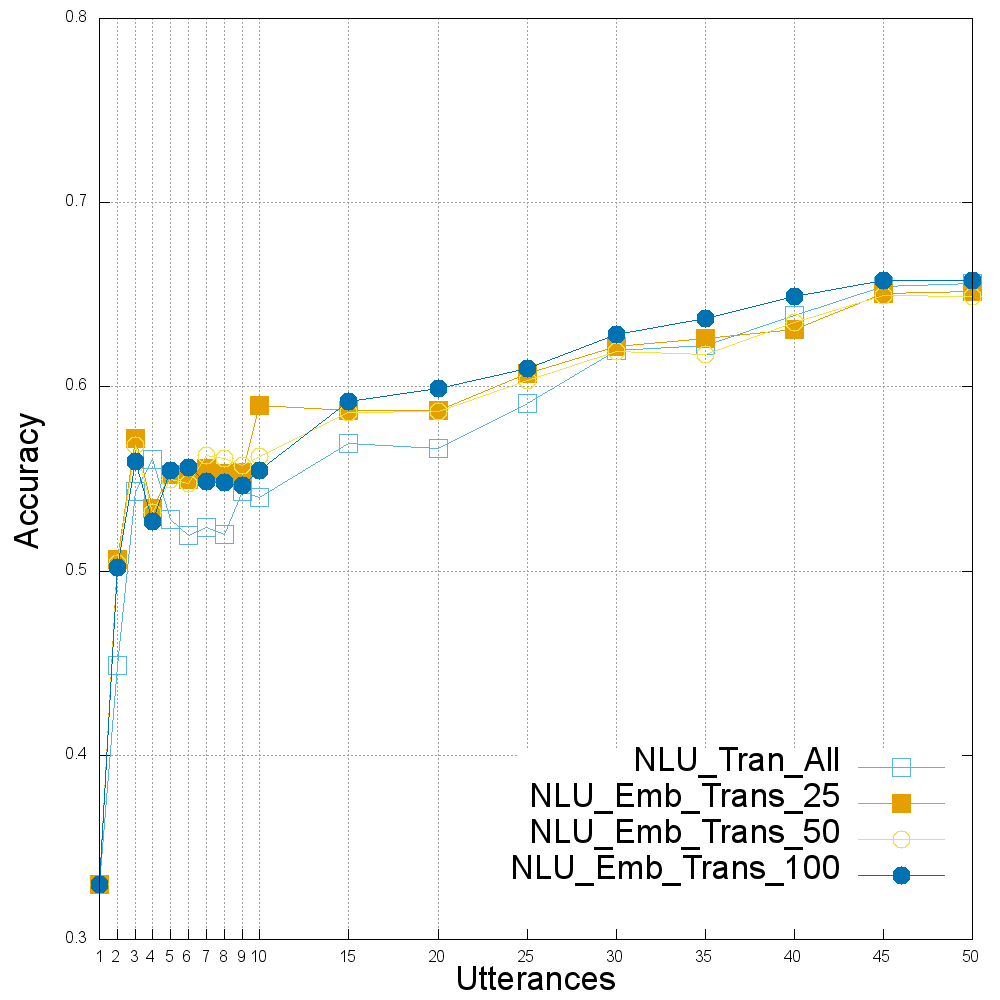 0.8
0.7
0.6
0.5
0.4
0.3
Accuracy
NLU_Tran_All
NLU_Emb_Trans_25
NLU_Emb_Trans_50
NLU_Emb_Trans_100
1 2 3 4 5 6 7 8 9 10 15 20 25 30 35 40 45 50
Utterances